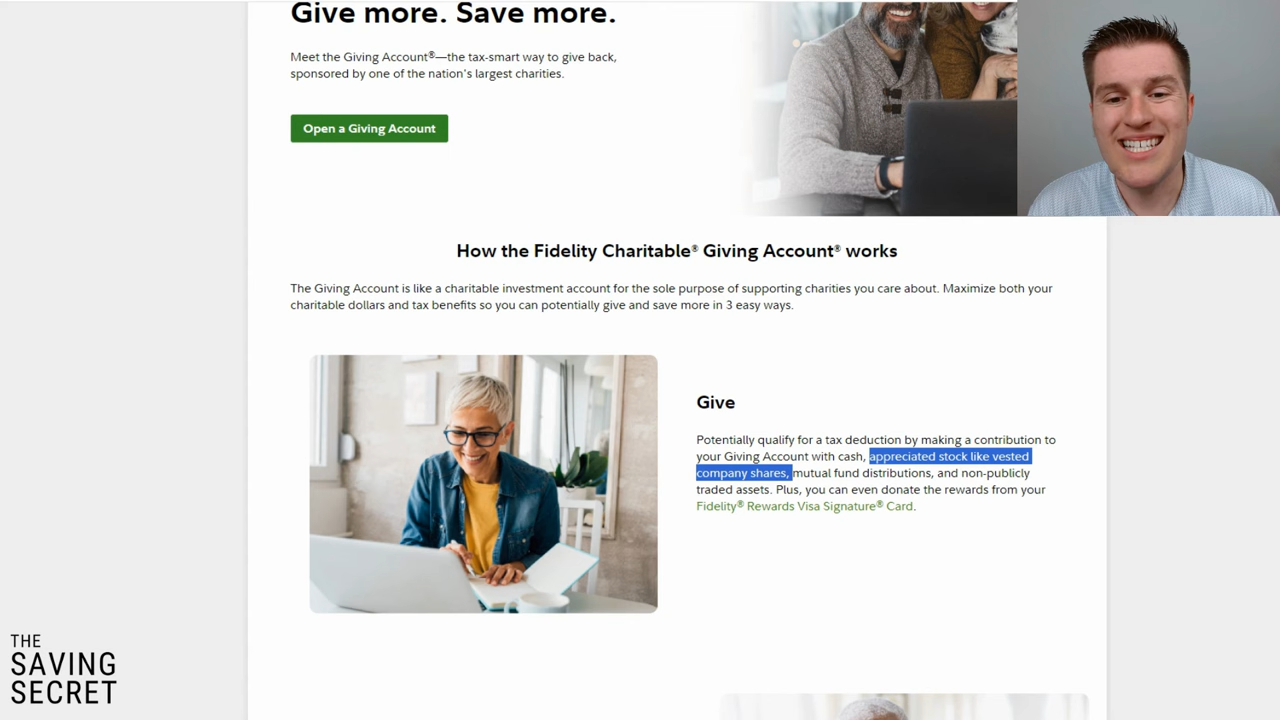 Give more. Save more.
Meet the Giving Account®—the tax-smart way to give back,
sponsored by one of the nation's largest charities.
Open a Giving Account
How the Fidelity Charitable® Giving Account® works
The Giving Account is like a charitable investment account for the sole purpose of supporting charities you care about. Maximize both your
charitable dollars and tax benefits so you can potentially give and save more in 3 easy ways.
Give
Potentially qualify for a tax deduction by making a contribution to
your Giving Account with cash, appreciated stock like vested
company shares, mutual fund distributions, and non-publicly
traded assets. Plus, you can even donate the rewards from your
Fidelity® Rewards Visa Signature® Card.
THE
SAVING
SECRET